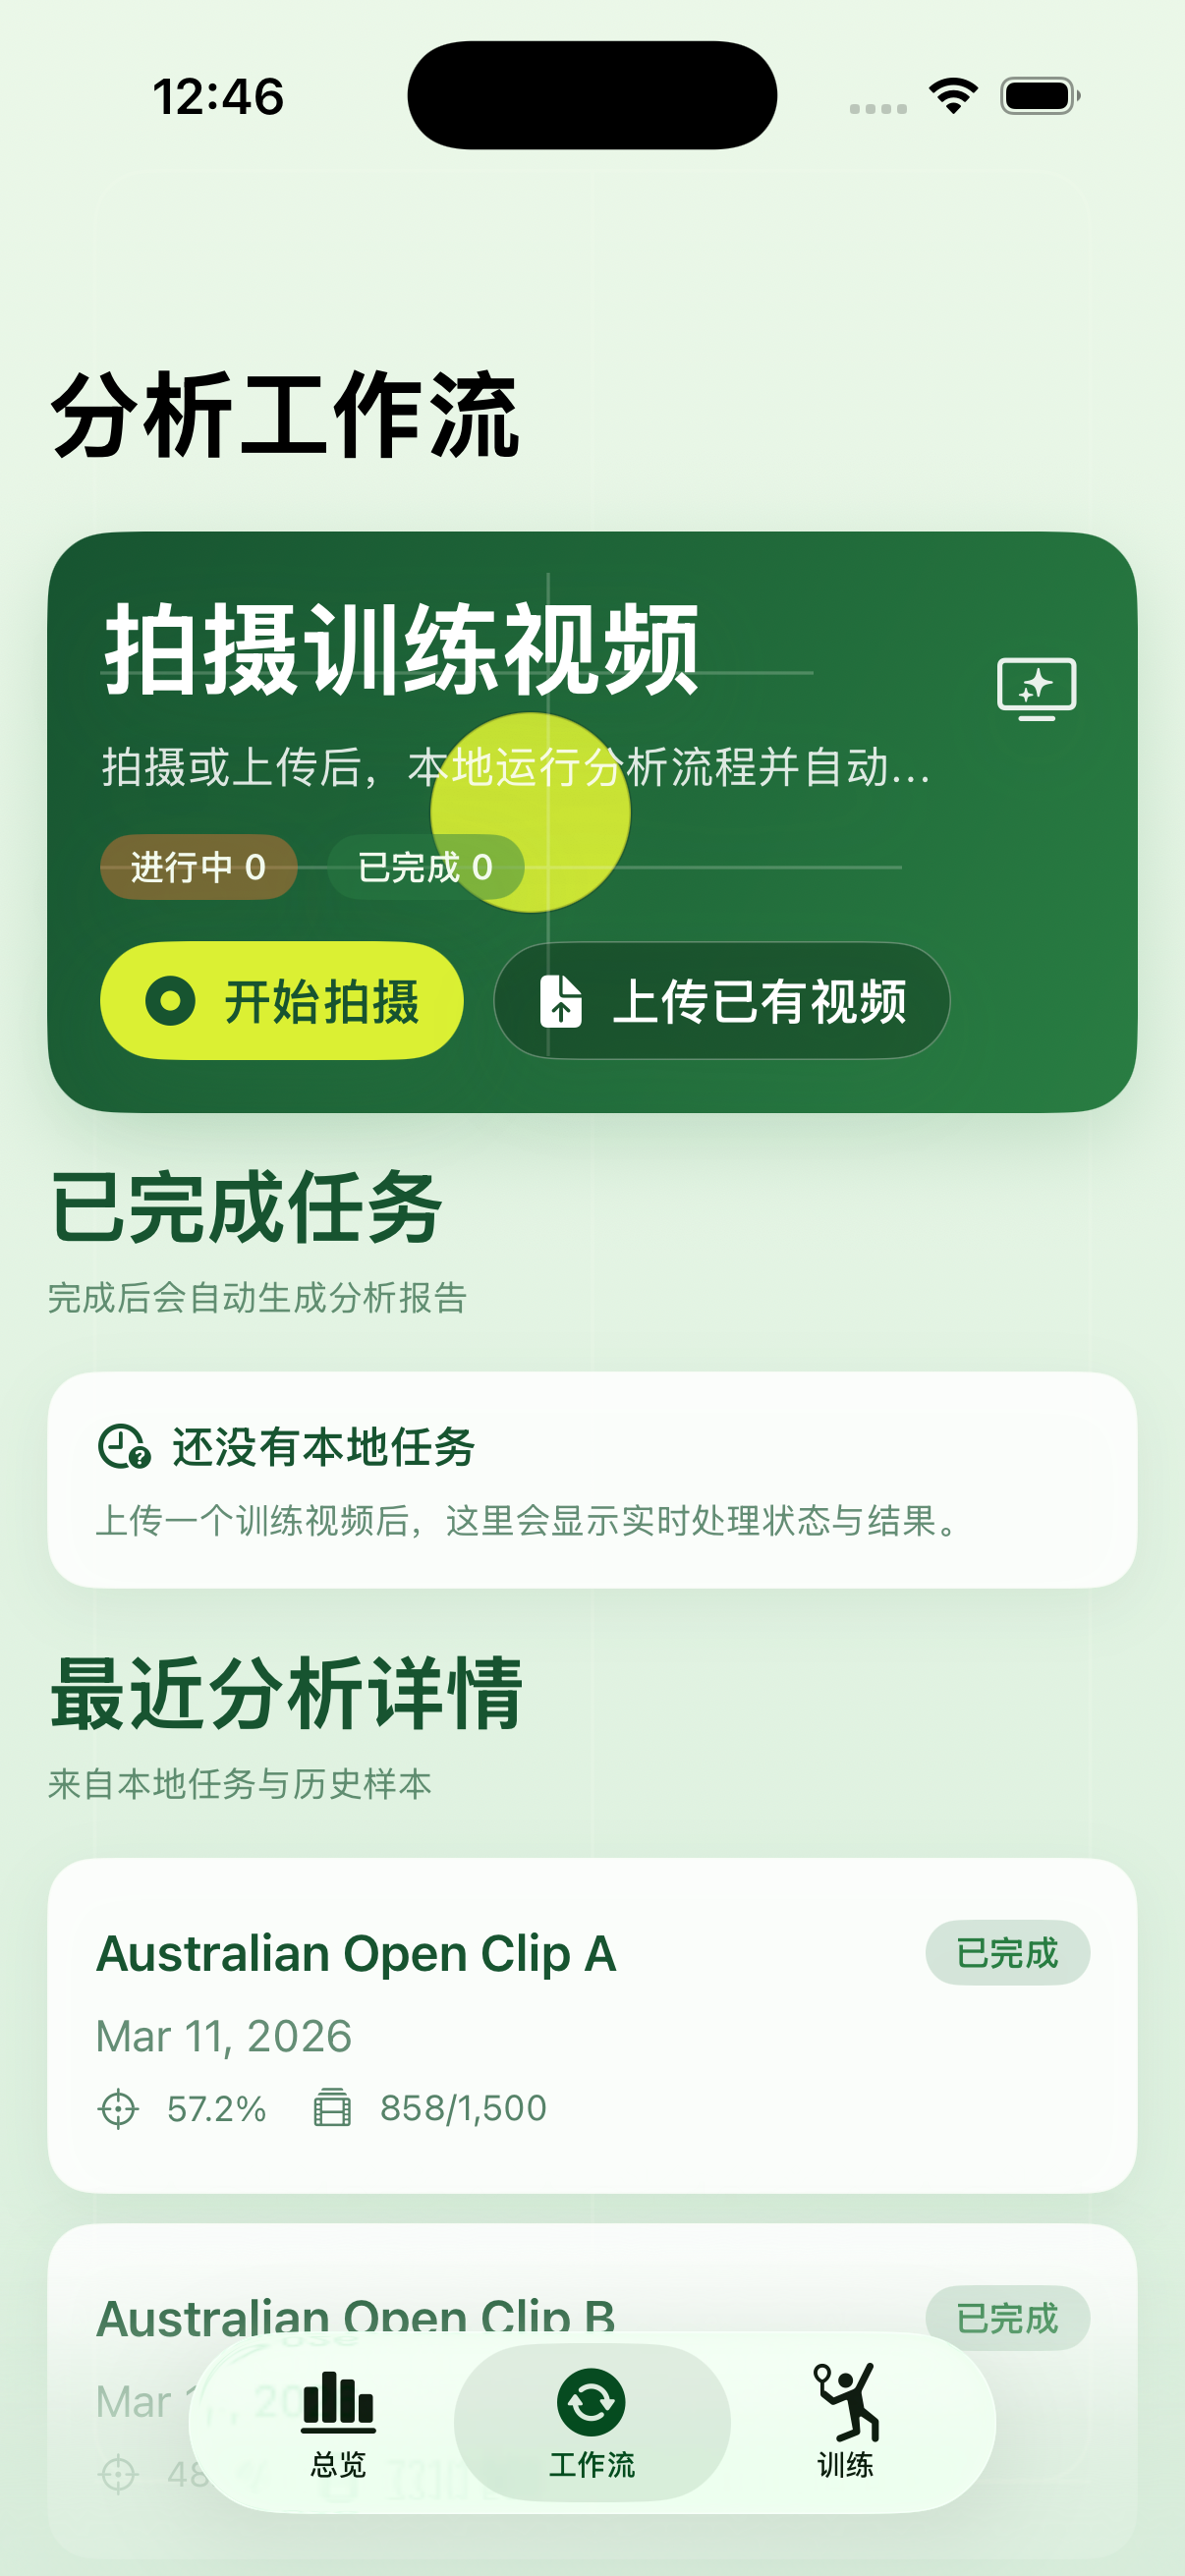 12:46
分析工作流
拍摄训练视频
拍摄或上传后，本地运行分析流程并自动...
进行中 0
已完成 0
开始拍摄
上传已有视频
已完成任务
完成后会自动生成分析报告
还没有本地任务
上传一个训练视频后，这里会显示实时处理状态与结果。
最近分析详情
来自本地任务与历史样本
Australian Open Clip A
已完成
Mar 11, 2026
57.2%
858/1,500
Australian Open Clip B
已完成
Mar
48
总览
工作流
训练